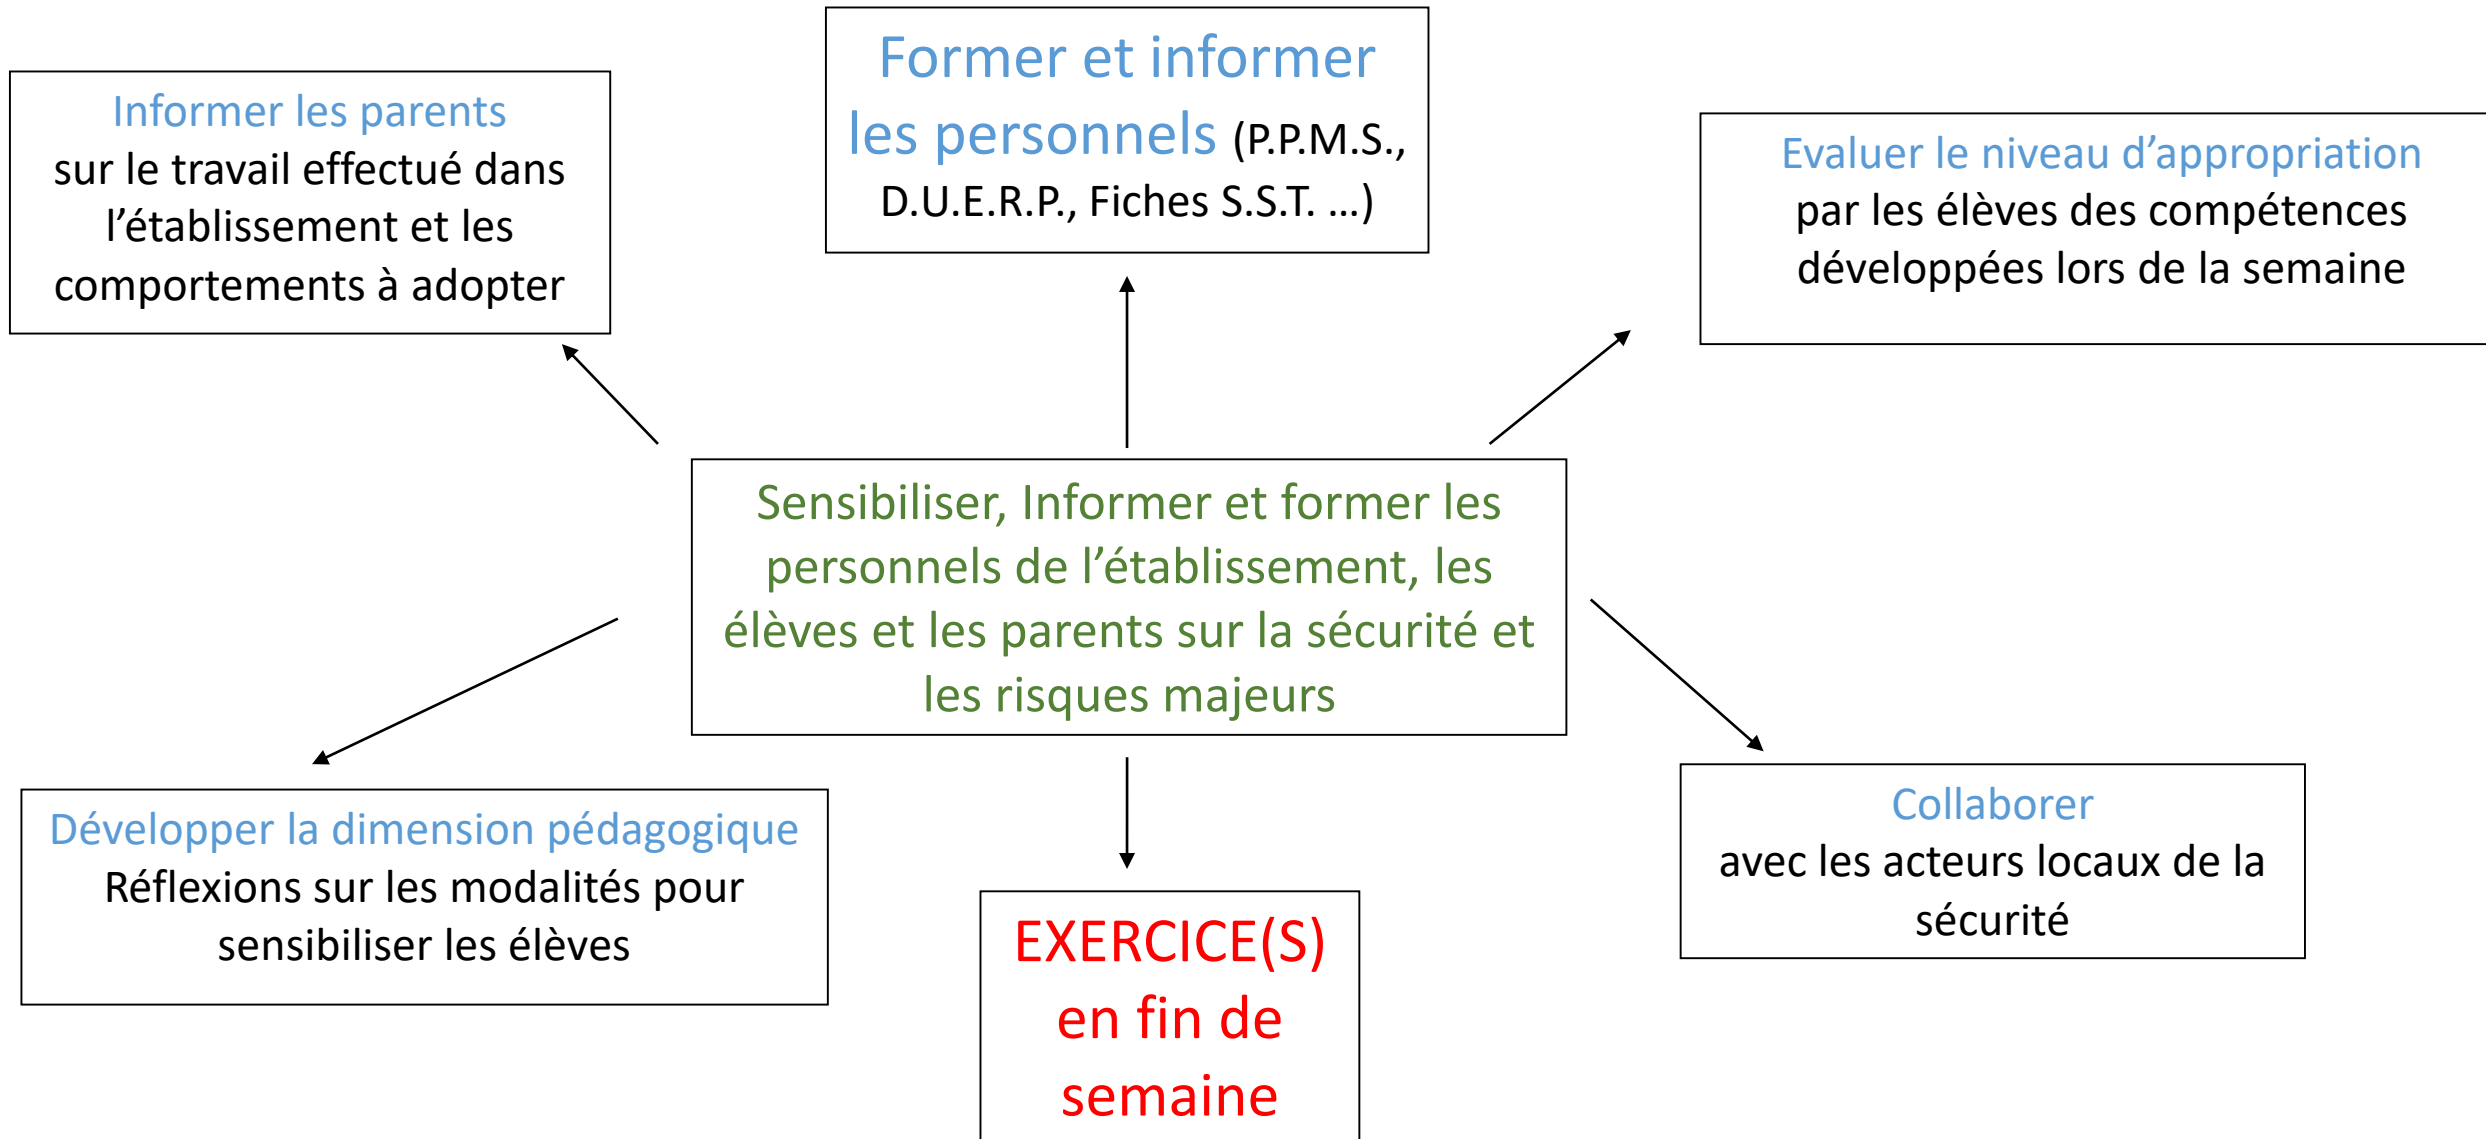 Former et informer
les personnels (P.P.M.S.,
D.U.E.R.P., Fiches S.S.T. ...)
Informer les parents
sur le travail effectué dans
l’établissement et les
comportements à adopter
Evaluer le niveau d’appropriation
par les élèves des compétences
développées lors de la semaine
Sensibiliser, Informer et former les
personnels de l’établissement, les
élèves et les parents sur la sécurité et
les risques majeurs
Développer la dimension pédagogique
Réflexions sur les modalités pour
sensibiliser les élèves
EXERCICE(S)
en fin de
semaine
Collaborer
avec les acteurs locaux de la
sécurité